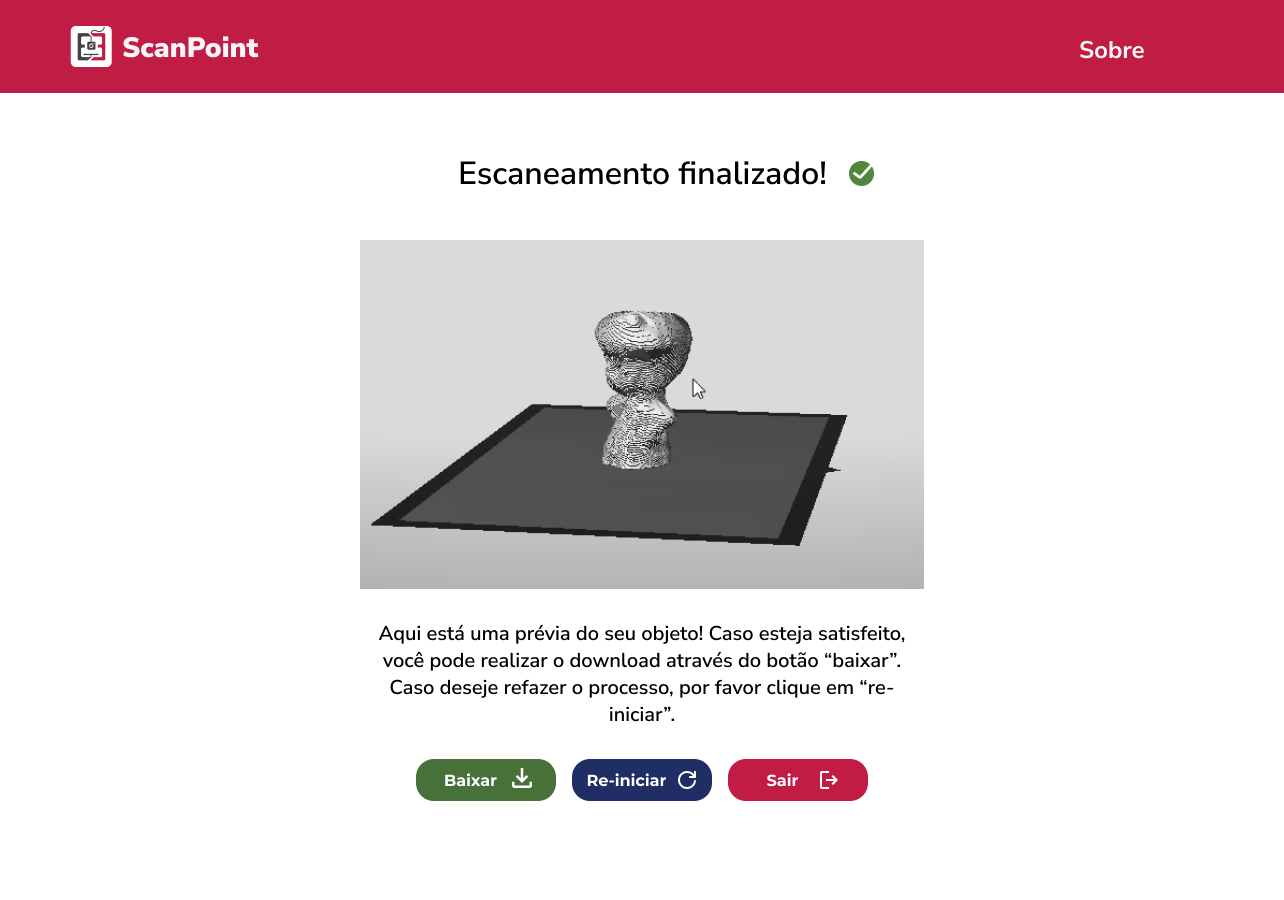 ScanPoint
Sobre
Escaneamento finalizado!
Aqui está uma prévia do seu objeto! Caso esteja satisfeito,
você pode realizar o download através do botão “baixar”.
Caso deseje refazer o processo, por favor clique em “re-
iniciar”.
Baixar
Re-iniciar
Sair